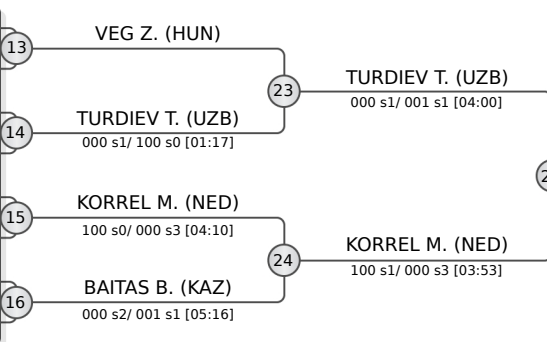 VEG Z. (HUN)
13
23
TURDIEV T. (UZB)
000 s1/ 001 s1 [04:00]
TURDIEV T. (UZB)
14
000 s1/ 100 s0 [01:17]
KORREL M. (NED)
15
100 s0/ 000 s3 [04:10]
24
KORREL M. (NED)
100 s1/ 000 s3 [03:53]
BAITAS B. (KAZ)
16
000 s2/ 001 s1 [05:16]